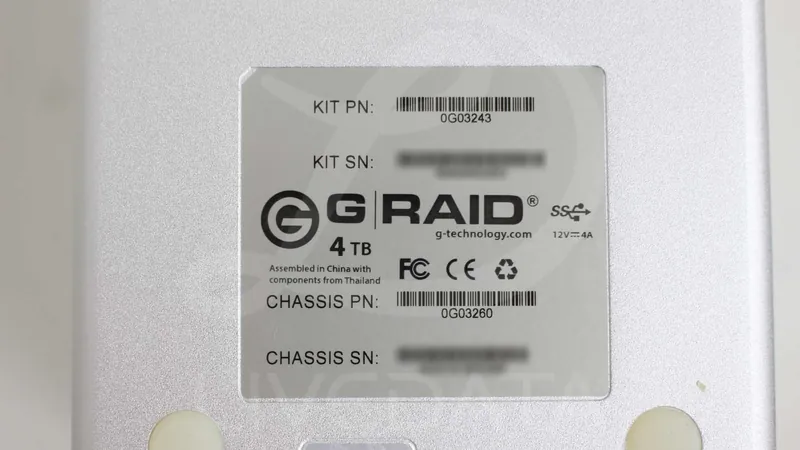 KIT PN:
0G03243
KIT SN:
G|RAID®
SS
g-technology.com
12V⎓4A
4 TB
Assembled in China with
components from Thailand
FC CE
CHASSIS PN:
0G03260
CHASSIS SN:
LIVEDATA